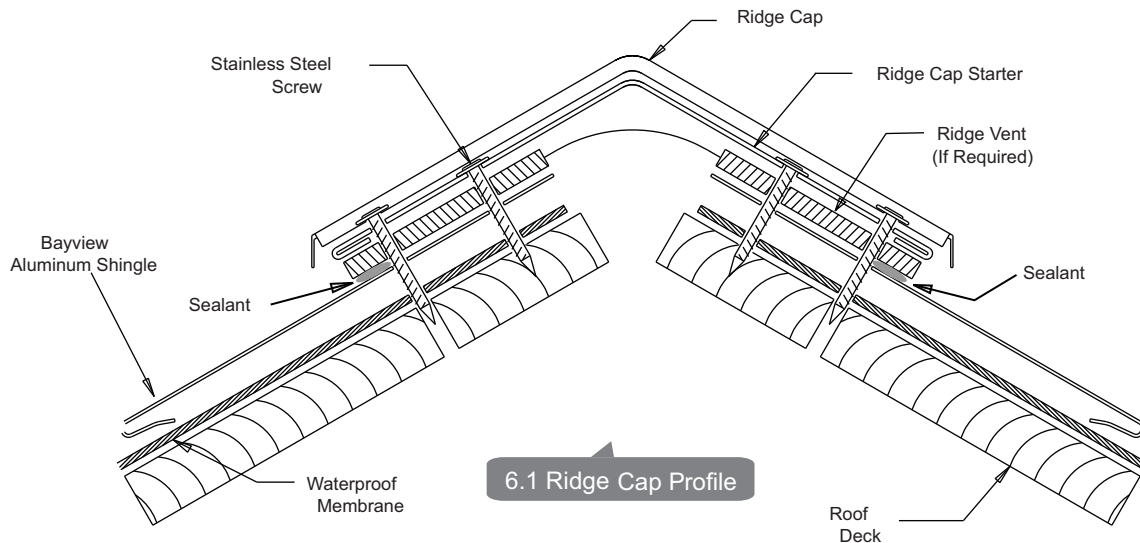 Ridge Cap
Stainless Steel
Screw
Ridge Cap Starter
Ridge Vent
(If Required)
Bayview
Aluminum Shingle
Sealant
Sealant
6.1 Ridge Cap Profile
Waterproof
Membrane
Roof
Deck